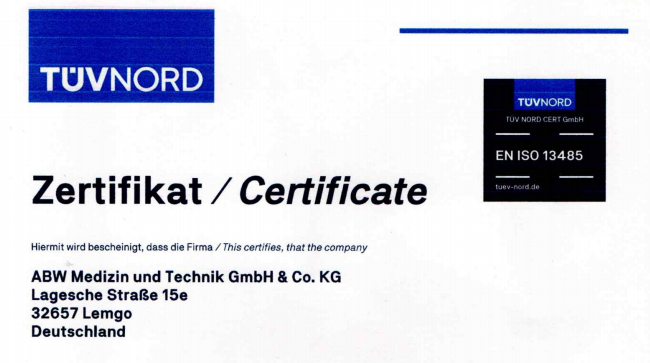 TÜVNORD
TÜVNORD
TÜV NORD CERT GmbH
EN ISO 13485
tuev-nord.de
Zertifikat / Certificate
Hiermit wird bescheinigt, dass die Firma / This certifies, that the company
ABW Medizin und Technik GmbH & Co. KG
Lagesche Straße 15e
32657 Lemgo
Deutschland